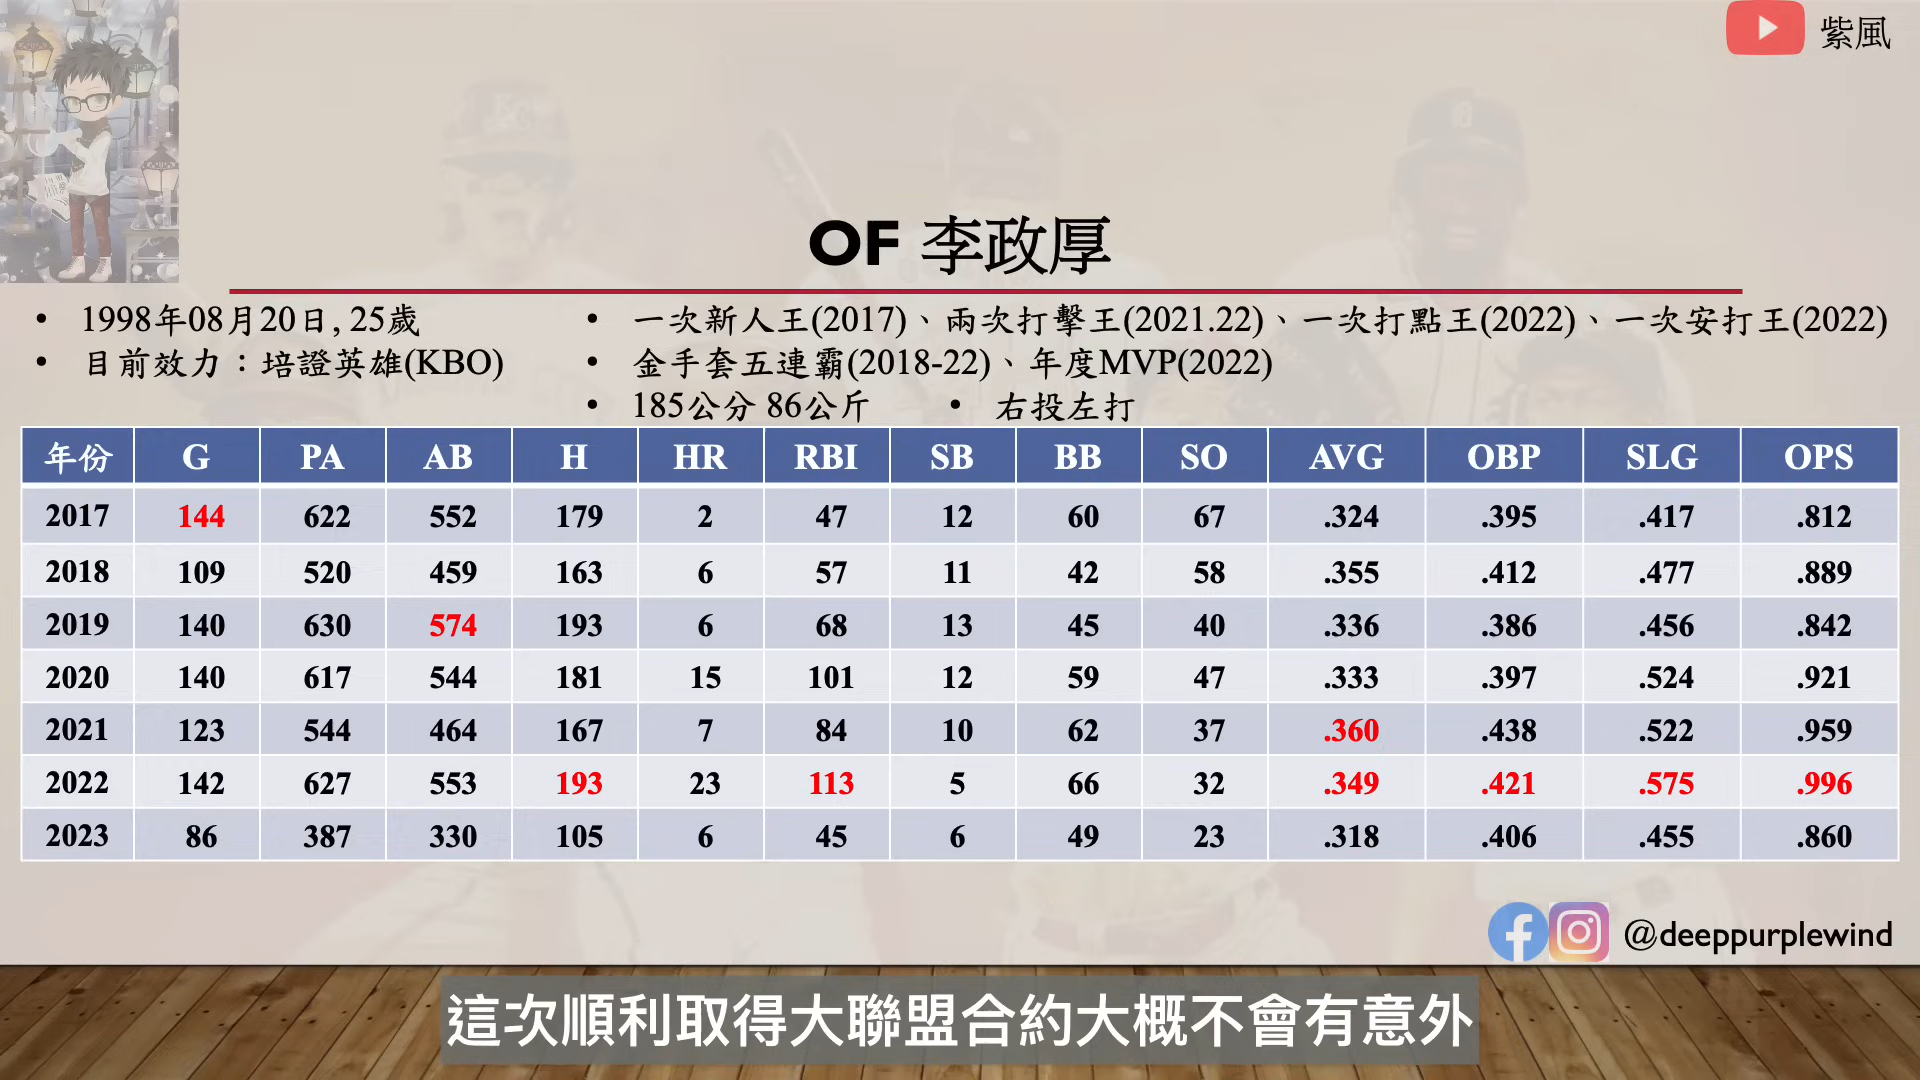 紫風
OF 李政厚
• 1998年08月20日, 25歲
• 目前效力：培證英雄(KBO)
• 一次新人王(2017)、兩次打擊王(2021.22)、一次打點王(2022)、一次安打王(2022)
• 金手套五連霸(2018-22)、年度MVP(2022)
• 185公分 86公斤 • 右投左打
年份 G PA AB H HR RBI SB BB SO AVG OBP SLG OPS
2017 144 622 552 179 2 47 12 60 67 .324 .395 .417 .812
2018 109 520 459 163 6 57 11 42 58 .355 .412 .477 .889
2019 140 630 574 193 6 68 13 45 40 .336 .386 .456 .842
2020 140 617 544 181 15 101 12 59 47 .333 .397 .524 .921
2021 123 544 464 167 7 84 10 62 37 .360 .438 .522 .959
2022 142 627 553 193 23 113 5 66 32 .349 .421 .575 .996
2023 86 387 330 105 6 45 6 49 23 .318 .406 .455 .860
@deeppurplewind
這次順利取得大聯盟合約大概不會有意外